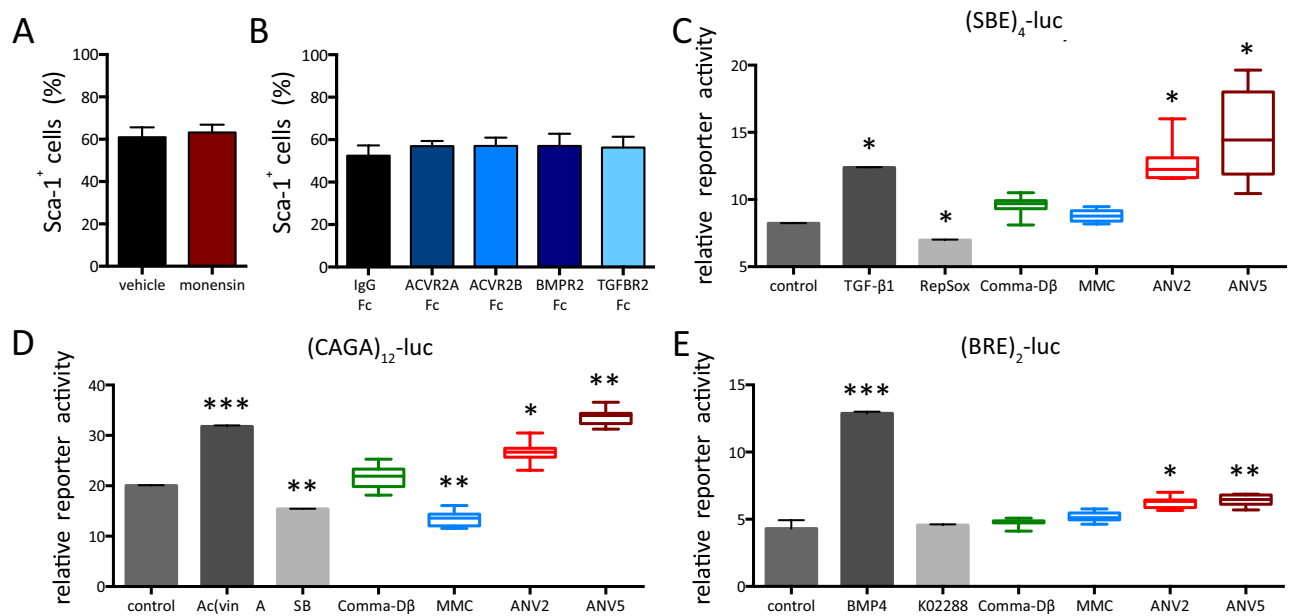 A
Sca-1⁺ cells (%)
100
80
60
40
20
0
vehicle monensin
B
Sca-1⁺ cells (%)
100
80
60
40
20
0
IgG ACVR2A ACVR2B BMPR2 TGFBR2
Fc Fc Fc Fc Fc
C
(SBE)₄-luc
relative reporter activity
20
15
10
5
* * * *
control TGF-β1 RepSox Comma-Dβ MMC ANV2 ANV5
D
(CAGA)₁₂-luc
relative reporter activity
40
30
20
10
0
*** ** ** * **
control Ac(vin A SB Comma-Dβ MMC ANV2 ANV5
E
(BRE)₂-luc
relative reporter activity
15
10
5
0
*** * **
control BMP4 K02288 Comma-Dβ MMC ANV2 ANV5